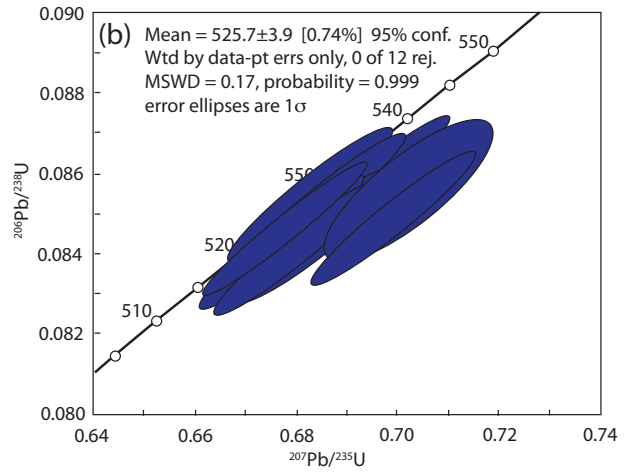 0.090
(b) Mean = 525.7±3.9 [0.74%] 95% conf.
Wtd by data-pt errs only, 0 of 12 rej.
MSWD = 0.17, probability = 0.999
error ellipses are 1σ
550
0.088
540
0.086
550
206Pb/238U
0.084
520
510
0.082
0.080
0.64 0.66 0.68 0.70 0.72 0.74
207Pb/235U